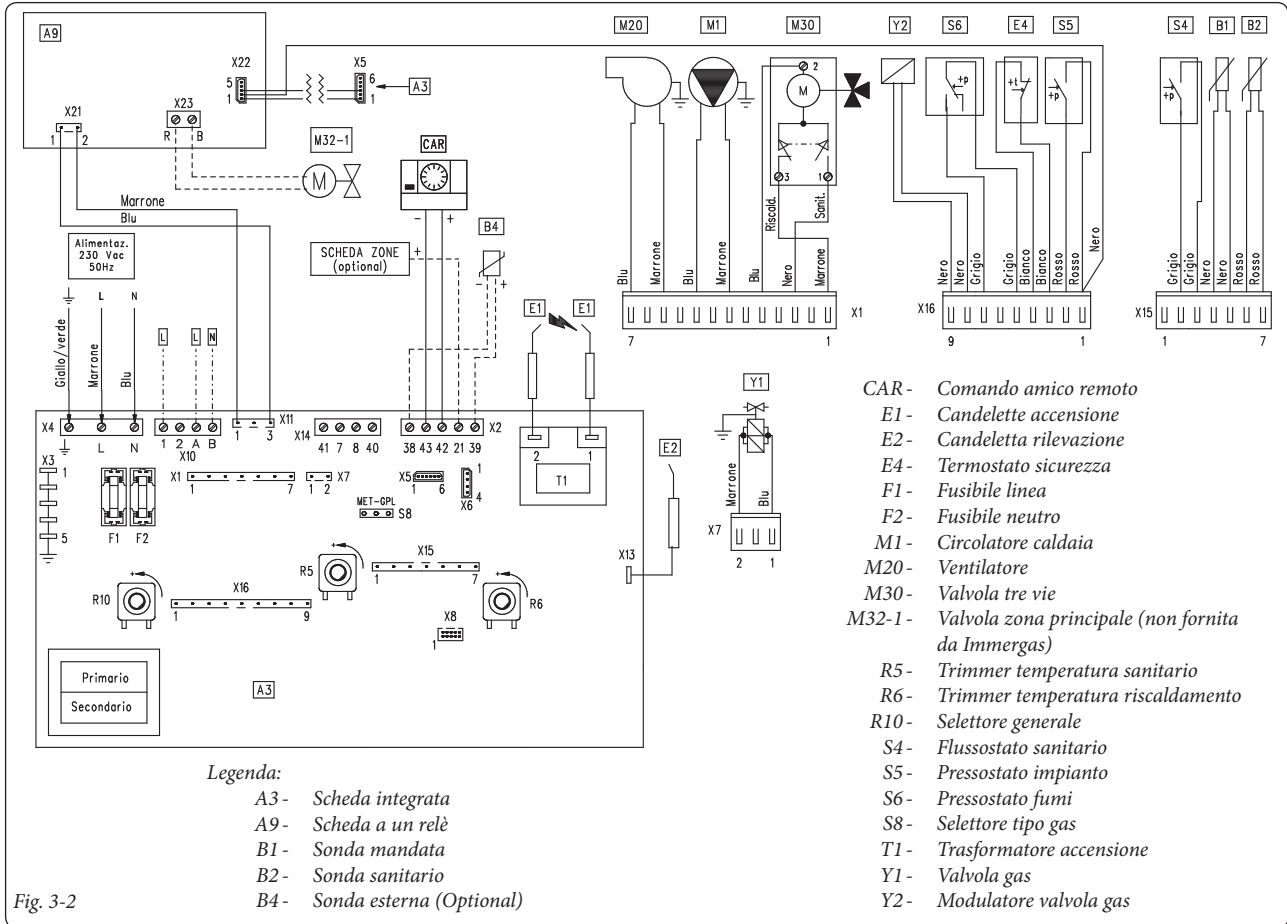 A9
X22
5
1
X5
6
1
A3
X21
1 2
X23
R B
M32-1
M
Marrone
Blu
CAR
- +
B4
- +
SCHEDA ZONE
(optional)
+
Alimentaz.
230 Vac
50Hz
L N
Giallo/verde
Marrone
Blu
L
L
N
E1
E1
M20
M1
M30
2
M
3
1
Riscald.
Sanit.
Blu
Marrone
Blu
Marrone
Blu
Nero
Marrone
X1
7 1
Y2
S6
+p
E4
+t
S5
+p
Nero
Nero
Nero
Grigio
Grigio
Bianco
Bianco
Rosso
Rosso
X16
9 1
S4
+p
B1
B2
Grigio
Grigio
Nero
Nero
Rosso
Rosso
X15
1 7
X4
L N
1 2 A B
X10
X11
1 3
X14
41 7 8 40
X2
38 43 42 21 39
X3
1
5
F1 F2
X1
1 7
X7
1 2
X5
1 6
X6
1
4
MET-GPL
S8
2 1
T1
E2
X13
Y1
Marrone
Blu
X7
2 1
R10
+
X16
1 9
R5
+
X15
1 7
R6
+
X8
1
Primario
Secondario
A3
CAR - Comando amico remoto
E1 - Candelette accensione
E2 - Candeletta rilevazione
E4 - Termostato sicurezza
F1 - Fusibile linea
F2 - Fusibile neutro
M1 - Circolatore caldaia
M20 - Ventilatore
M30 - Valvola tre vie
M32-1 - Valvola zona principale (non fornita
da Immergas)
R5 - Trimmer temperatura sanitario
R6 - Trimmer temperatura riscaldamento
R10 - Selettore generale
S4 - Flussostato sanitario
S5 - Pressostato impianto
S6 - Pressostato fumi
S8 - Selettore tipo gas
T1 - Trasformatore accensione
Y1 - Valvola gas
Y2 - Modulatore valvola gas
Legenda:
A3 - Scheda integrata
A9 - Scheda a un relè
B1 - Sonda mandata
B2 - Sonda sanitario
B4 - Sonda esterna (Optional)
Fig. 3-2